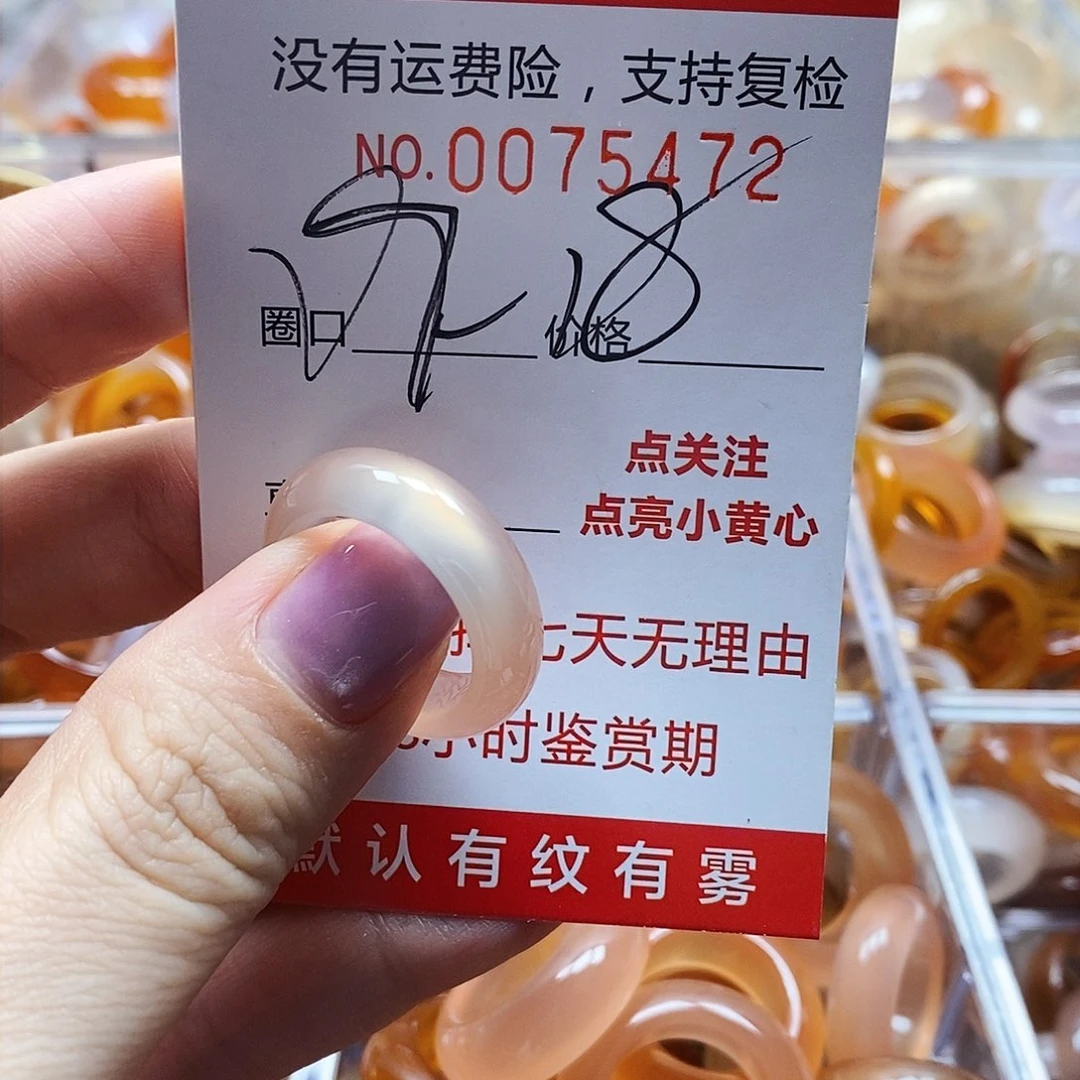 没有运费险，支持复检
NO.0075472
18
圈口 价格
点关注
点亮小黄心
七天无理由
小时鉴赏期
默认有纹有雾